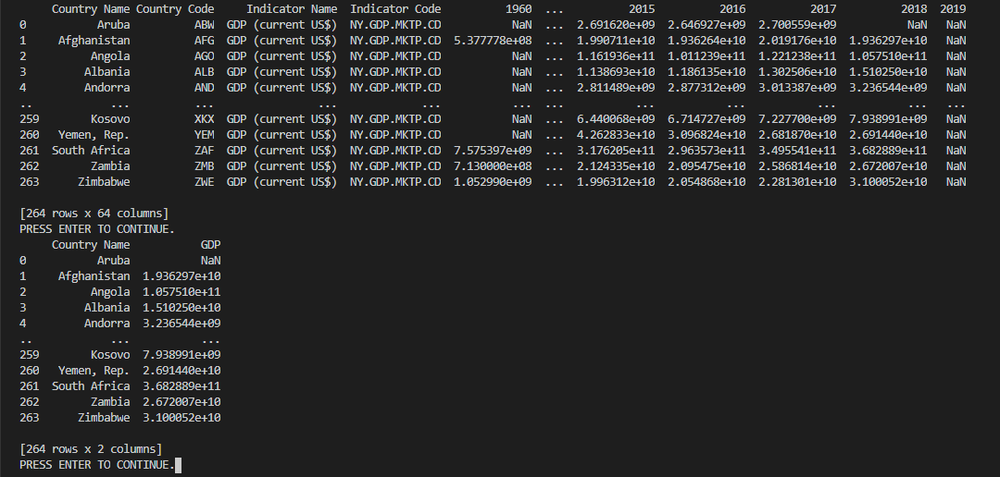 Country Name Country Code     Indicator Name  Indicator Code          1960  ...          2015          2016          2017          2018  2019
0           Aruba          ABW  GDP (current US$)  NY.GDP.MKTP.CD           NaN  ...  2.691620e+09  2.646927e+09  2.700559e+09           NaN   NaN
1     Afghanistan          AFG  GDP (current US$)  NY.GDP.MKTP.CD  5.377778e+08  ...  1.990711e+10  1.936264e+10  2.019176e+10  1.936297e+10   NaN
2          Angola          AGO  GDP (current US$)  NY.GDP.MKTP.CD           NaN  ...  1.161936e+11  1.011239e+11  1.221238e+11  1.057510e+11   NaN
3         Albania          ALB  GDP (current US$)  NY.GDP.MKTP.CD           NaN  ...  1.138693e+10  1.186135e+10  1.302506e+10  1.510250e+10   NaN
4         Andorra          AND  GDP (current US$)  NY.GDP.MKTP.CD           NaN  ...  2.811489e+09  2.877312e+09  3.013387e+09  3.236544e+09   NaN
..            ...          ...                ...             ...           ...  ...           ...           ...           ...           ...   ...
259        Kosovo          XKX  GDP (current US$)  NY.GDP.MKTP.CD           NaN  ...  6.440068e+09  6.714727e+09  7.227700e+09  7.938991e+09   NaN
260   Yemen, Rep.          YEM  GDP (current US$)  NY.GDP.MKTP.CD           NaN  ...  4.262833e+10  3.096824e+10  2.681870e+10  2.691440e+10   NaN
261  South Africa          ZAF  GDP (current US$)  NY.GDP.MKTP.CD  7.575397e+09  ...  3.176205e+11  2.963573e+11  3.495541e+11  3.682889e+11   NaN
262        Zambia          ZMB  GDP (current US$)  NY.GDP.MKTP.CD  7.130000e+08  ...  2.124335e+10  2.095475e+10  2.586814e+10  2.672007e+10   NaN
263      Zimbabwe          ZWE  GDP (current US$)  NY.GDP.MKTP.CD  1.052990e+09  ...  1.996312e+10  2.054868e+10  2.281301e+10  3.100052e+10   NaN

[264 rows x 64 columns]
PRESS ENTER TO CONTINUE.
     Country Name           GDP
0           Aruba           NaN
1     Afghanistan  1.936297e+10
2          Angola  1.057510e+11
3         Albania  1.510250e+10
4         Andorra  3.236544e+09
..            ...           ...
259        Kosovo  7.938991e+09
260   Yemen, Rep.  2.691440e+10
261  South Africa  3.682889e+11
262        Zambia  2.672007e+10
263      Zimbabwe  3.100052e+10

[264 rows x 2 columns]
PRESS ENTER TO CONTINUE.